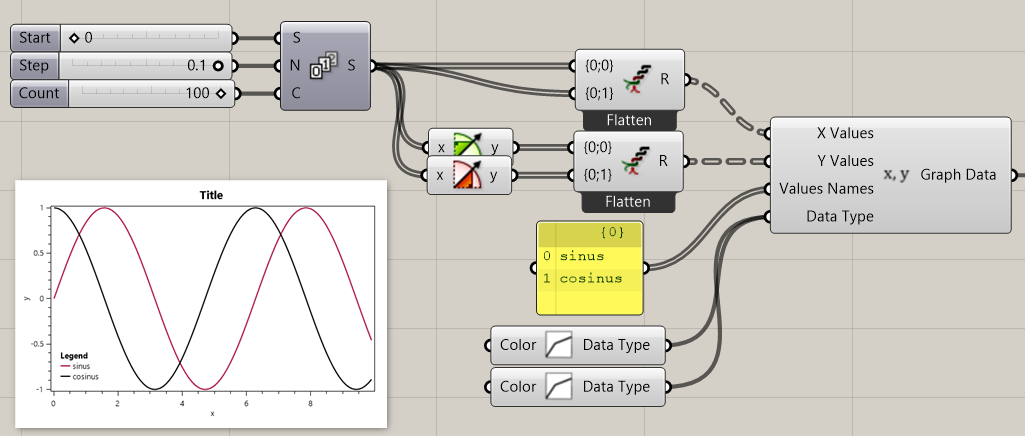 Start 0
Step 0.1
Count 100
S
N
C
S
{0;0}
{0;1}
R
Flatten
x y
x y
{0;0}
{0;1}
R
Flatten
X Values
Y Values
Values Names
Data Type
x, y
Graph Data
{0}
0 sinus
1 cosinus
Color Data Type
Color Data Type
Title
1
0.5
0
-0.5
-1
y
Legend
sinus
cosinus
0 2 4 6 8
x